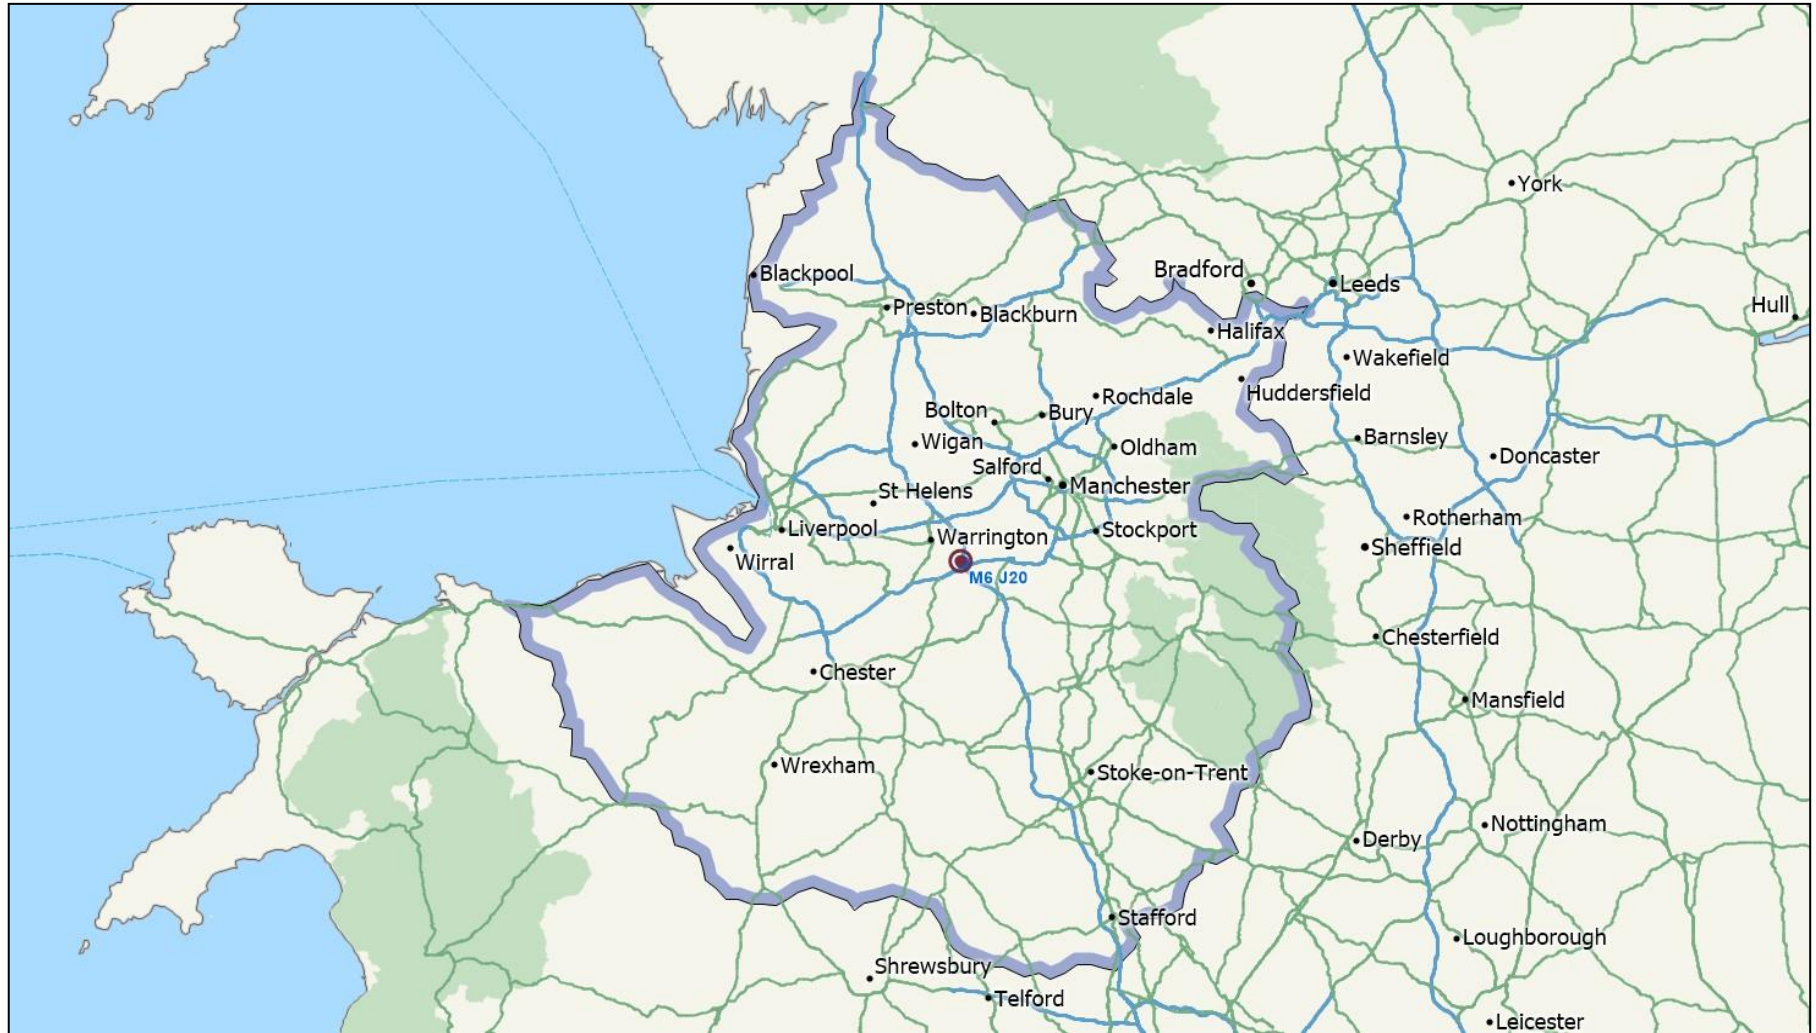 York
Bradford
Leeds
Blackpool
Hull
Preston
Blackburn
Halifax
Wakefield
Huddersfield
Rochdale
Bolton
Bury
Barnsley
Wigan
Oldham
Doncaster
Salford
Manchester
St Helens
Rotherham
Liverpool
Warrington
Stockport
Sheffield
Wirral
M6 J20
Chesterfield
Chester
Mansfield
Wrexham
Stoke-on-Trent
Nottingham
Derby
Stafford
Loughborough
Shrewsbury
Telford
Leicester